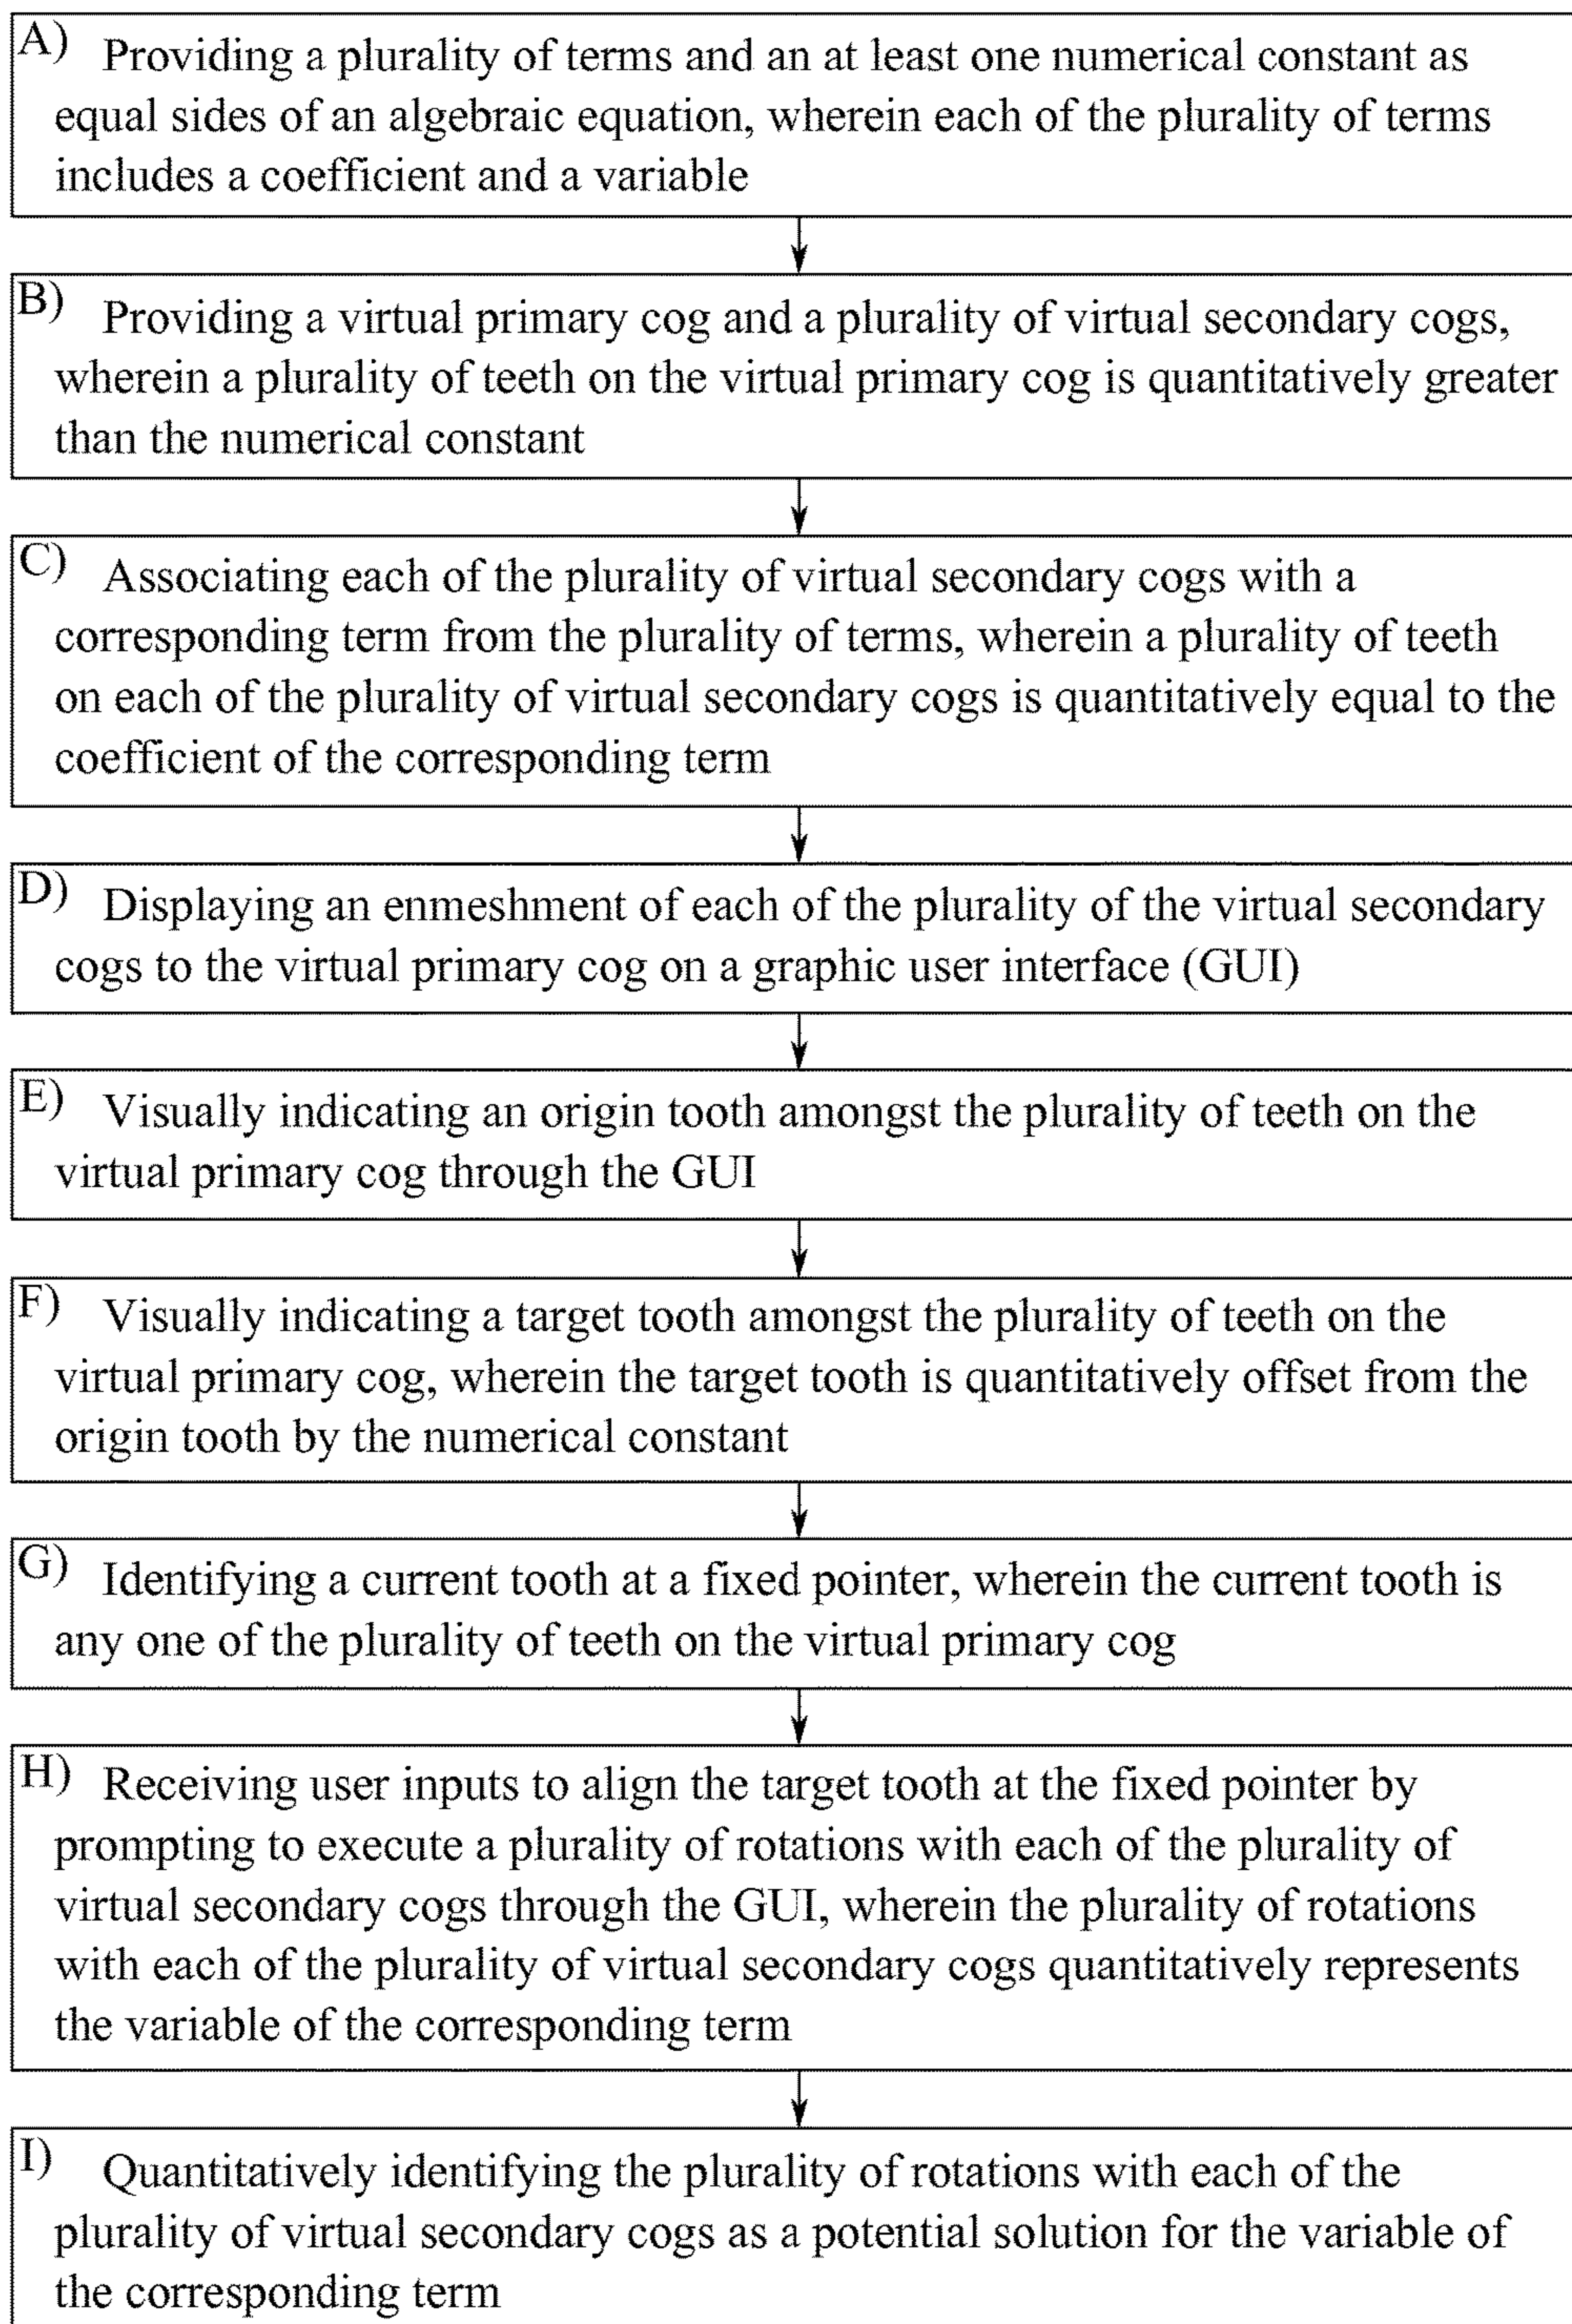 A) Providing a plurality of terms and an at least one numerical constant as
equal sides of an algebraic equation, wherein each of the plurality of terms
includes a coefficient and a variable
B) Providing a virtual primary cog and a plurality of virtual secondary cogs,
wherein a plurality of teeth on the virtual primary cog is quantitatively greater
than the numerical constant
C) Associating each of the plurality of virtual secondary cogs with a
corresponding term from the plurality of terms, wherein a plurality of teeth
on each of the plurality of virtual secondary cogs is quantitatively equal to the
coefficient of the corresponding term
D) Displaying an enmeshment of each of the plurality of the virtual secondary
cogs to the virtual primary cog on a graphic user interface (GUI)
E) Visually indicating an origin tooth amongst the plurality of teeth on the
virtual primary cog through the GUI
F) Visually indicating a target tooth amongst the plurality of teeth on the
virtual primary cog, wherein the target tooth is quantitatively offset from the
origin tooth by the numerical constant
G) Identifying a current tooth at a fixed pointer, wherein the current tooth is
any one of the plurality of teeth on the virtual primary cog
H) Receiving user inputs to align the target tooth at the fixed pointer by
prompting to execute a plurality of rotations with each of the plurality of
virtual secondary cogs through the GUI, wherein the plurality of rotations
with each of the plurality of virtual secondary cogs quantitatively represents
the variable of the corresponding term
I) Quantitatively identifying the plurality of rotations with each of the
plurality of virtual secondary cogs as a potential solution for the variable of
the corresponding term